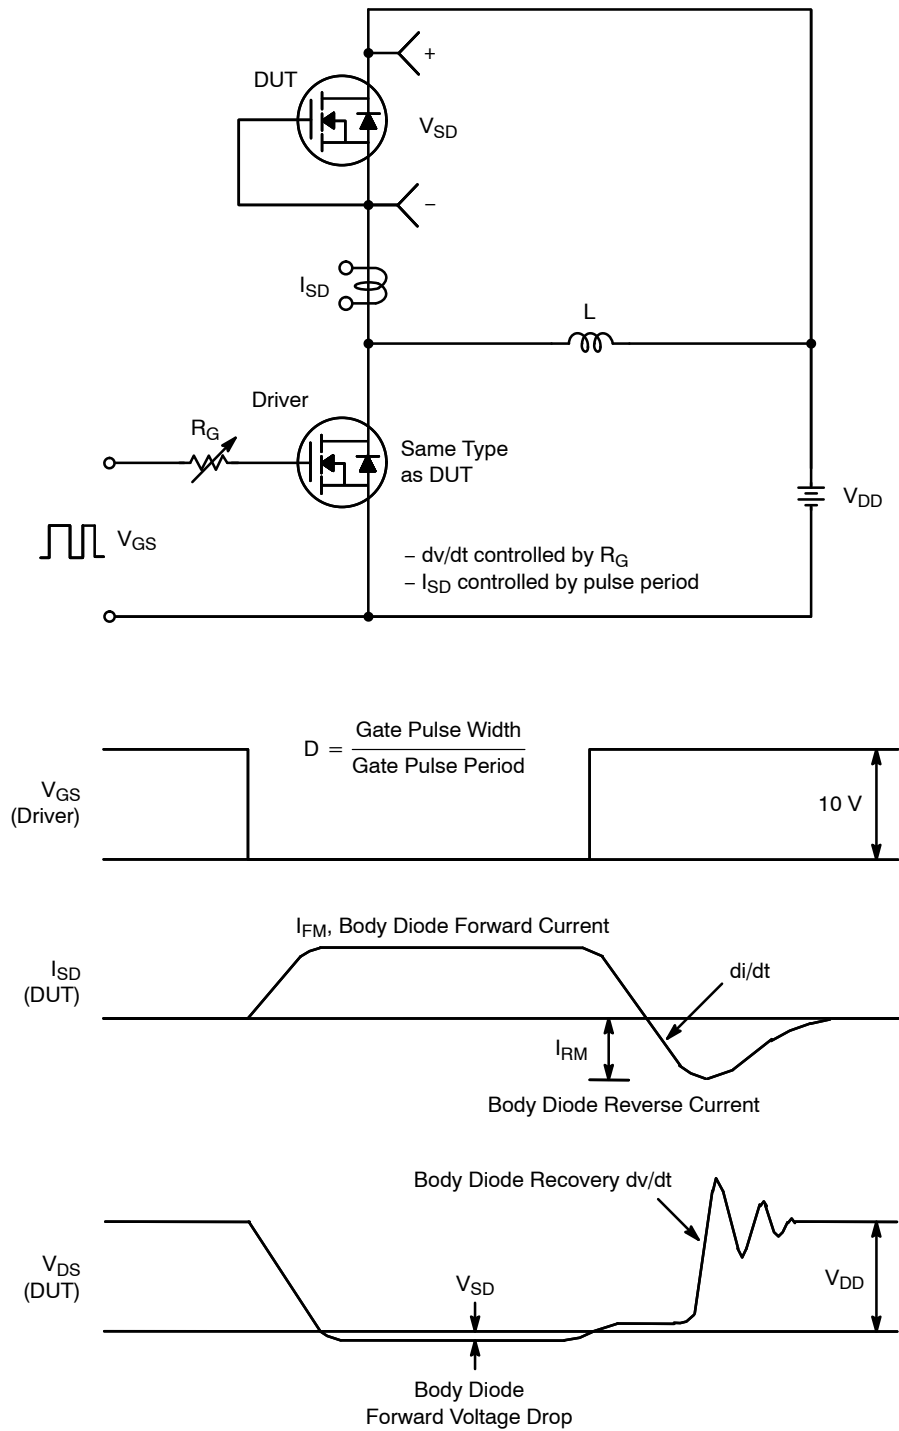 +
DUT
V_SD
−
I_SD
L
Driver
R_G
Same Type
as DUT
V_DD
V_GS
− dv/dt controlled by R_G
− I_SD controlled by pulse period
D = Gate Pulse Width
Gate Pulse Period
V_GS
(Driver)
10 V
I_FM, Body Diode Forward Current
I_SD
(DUT)
di/dt
I_RM
Body Diode Reverse Current
Body Diode Recovery dv/dt
V_DS
(DUT)
V_SD
V_DD
Body Diode
Forward Voltage Drop